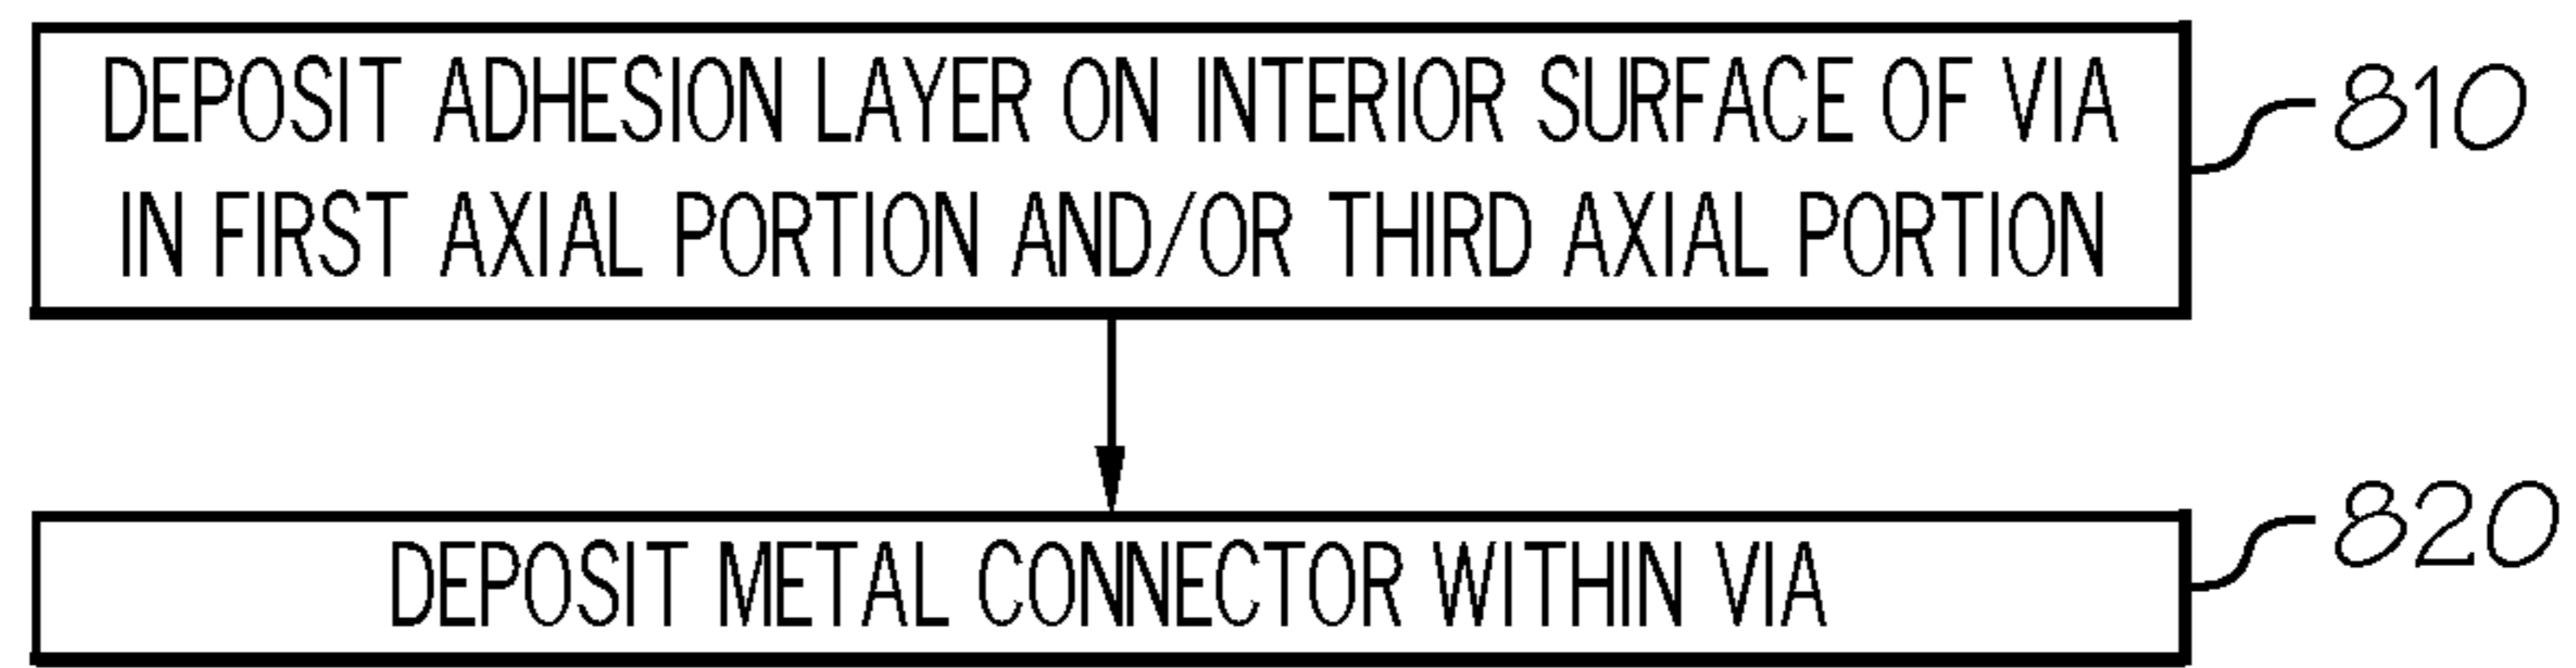 DEPOSIT ADHESION LAYER ON INTERIOR SURFACE OF VIA
IN FIRST AXIAL PORTION AND/OR THIRD AXIAL PORTION
810
DEPOSIT METAL CONNECTOR WITHIN VIA
820